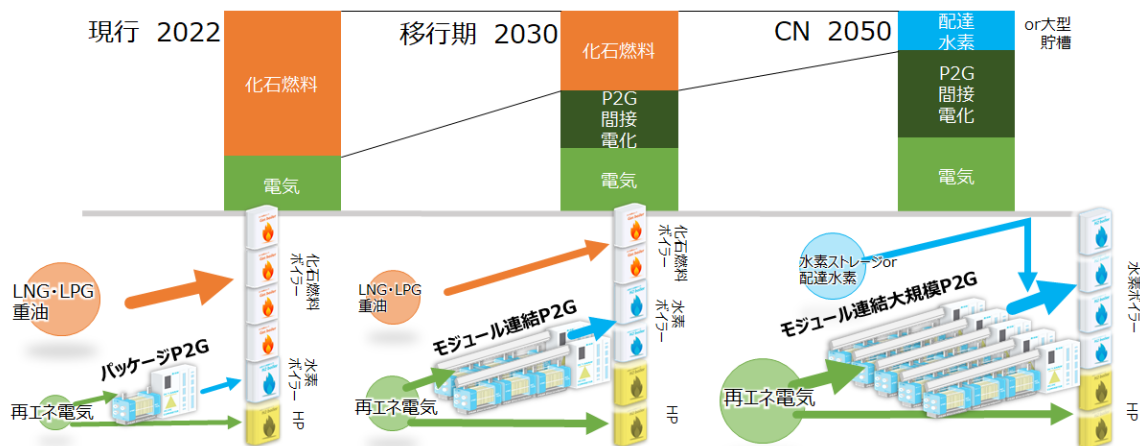 現行 2022
化石燃料
電気
移行期 2030
化石燃料
P2G
間接
電化
電気
CN 2050
配達
水素
P2G
間接
電化
電気
or大型
貯槽
LNG・LPG
重油
パッケージP2G
再エネ電気
化石燃料
ボイラー
水素
ボイラー
HP
LNG・LPG
重油
モジュール連結P2G
再エネ電気
化石燃料
ボイラー
水素
ボイラー
HP
水素ストレージor
配達水素
モジュール連結大規模P2G
再エネ電気
水素ボイラー
HP